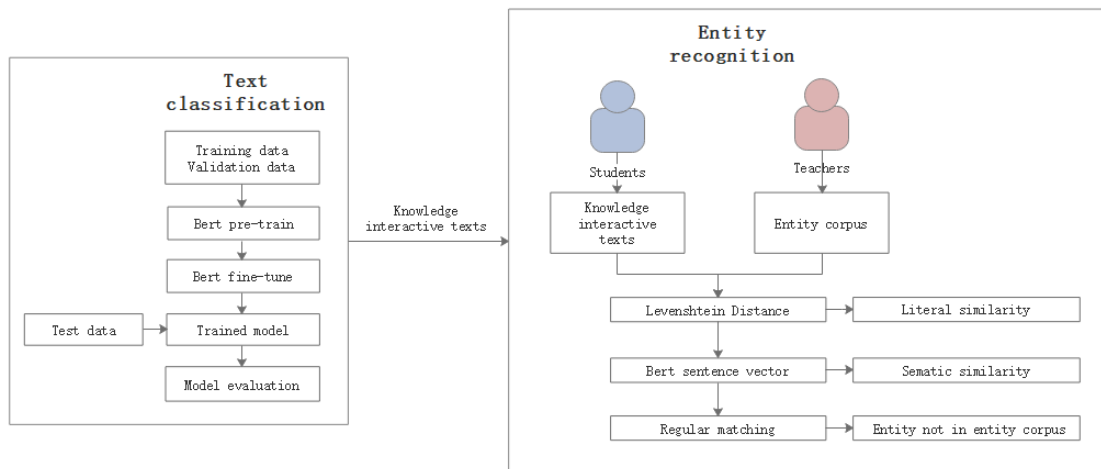 Text
classification
Training data
Validation data
Bert pre-train
Bert fine-tune
Test data
Trained model
Model evaluation
Knowledge
interactive texts
Entity
recognition
Students
Teachers
Knowledge
interactive
texts
Entity corpus
Levenshtein Distance
Literal similarity
Bert sentence vector
Sematic similarity
Regular matching
Entity not in entity corpus